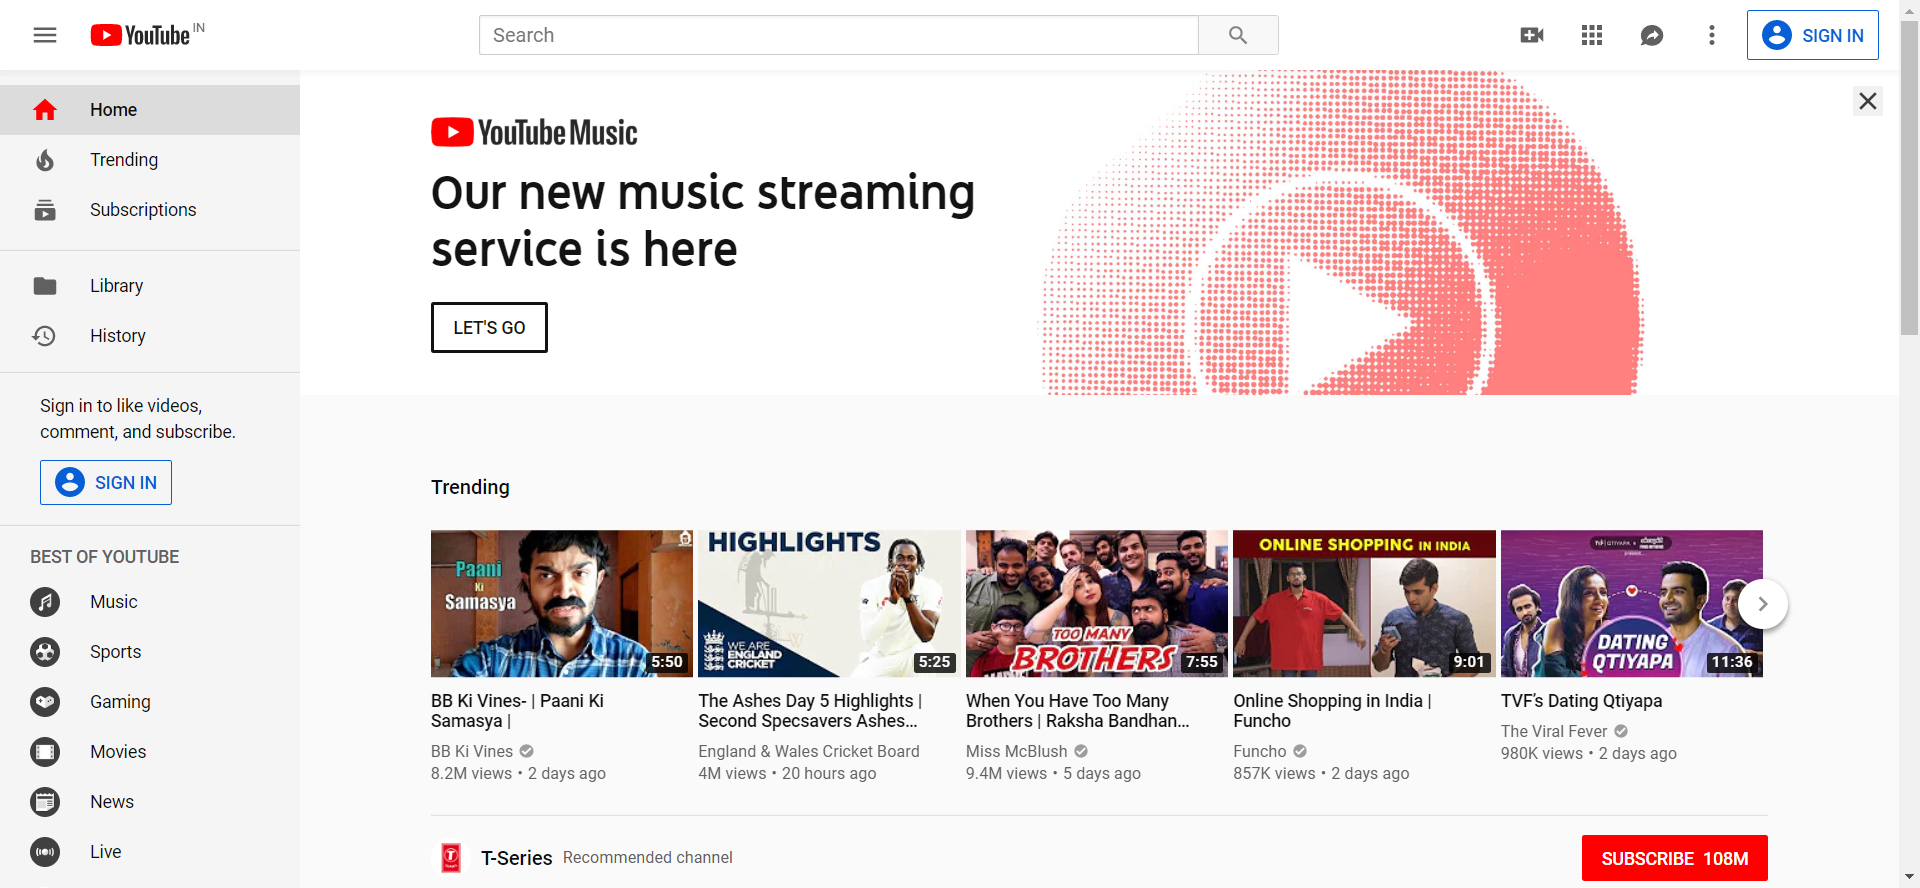 YouTube IN
Search
SIGN IN
Home
Trending
Subscriptions
Library
History
Sign in to like videos,
comment, and subscribe.
SIGN IN
BEST OF YOUTUBE
Music
Sports
Gaming
Movies
News
Live
YouTube Music
Our new music streaming
service is here
LET'S GO
Trending
Paani
Ki
Samasya
5:50
BB Ki Vines- | Paani Ki
Samasya |
BB Ki Vines
8.2M views • 2 days ago
HIGHLIGHTS
WE ARE
ENGLAND
CRICKET
5:25
The Ashes Day 5 Highlights |
Second Specsavers Ashes...
England & Wales Cricket Board
4M views • 20 hours ago
TOO MANY
BROTHERS
7:55
When You Have Too Many
Brothers | Raksha Bandhan...
Miss McBlush
9.4M views • 5 days ago
ONLINE SHOPPING IN INDIA
9:01
Online Shopping in India |
Funcho
Funcho
857K views • 2 days ago
QTIYAPA
DATING
QTIYAPA
11:36
TVF’s Dating Qtiyapa
The Viral Fever
980K views • 2 days ago
T-Series Recommended channel
SUBSCRIBE 108M